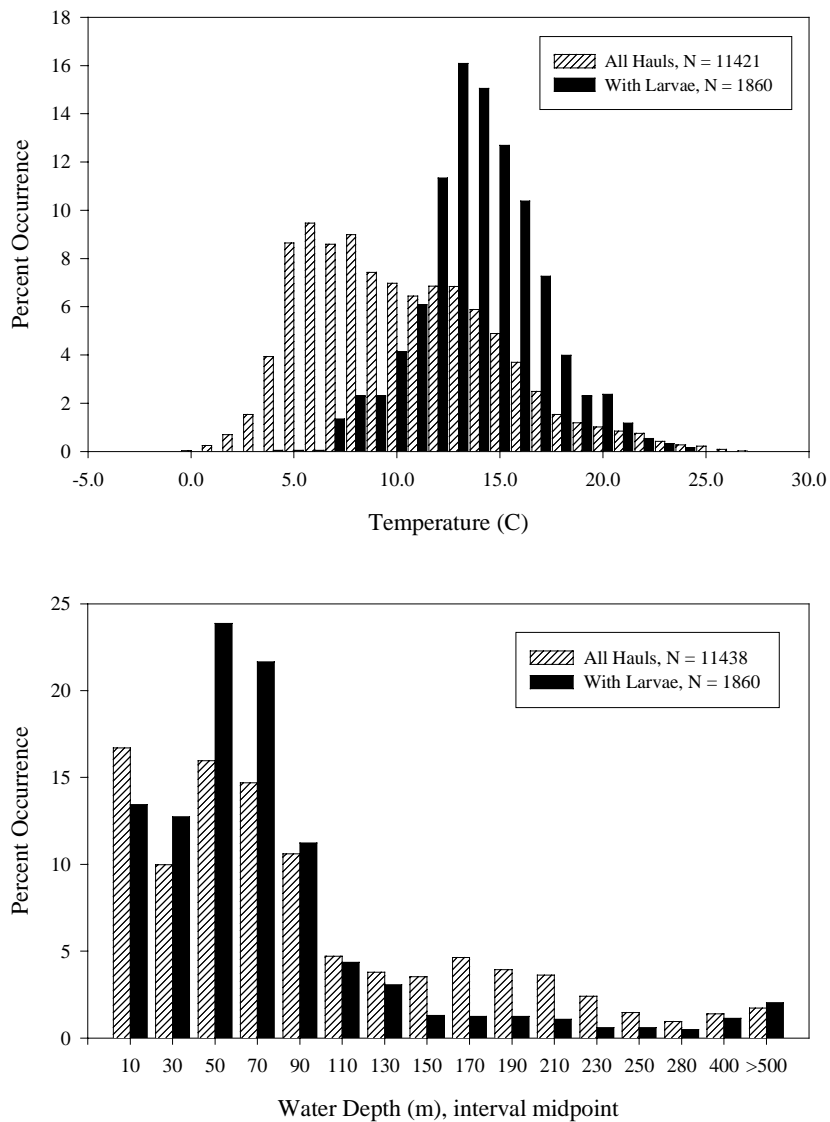 18
16
14
12
10
8
6
4
2
0
Percent Occurrence
All Hauls, N = 11421
With Larvae, N = 1860
-5.0 0.0 5.0 10.0 15.0 20.0 25.0 30.0
Temperature (C)
25
20
15
10
5
0
Percent Occurrence
All Hauls, N = 11438
With Larvae, N = 1860
10 30 50 70 90 110 130 150 170 190 210 230 250 280 400 >500
Water Depth (m), interval midpoint